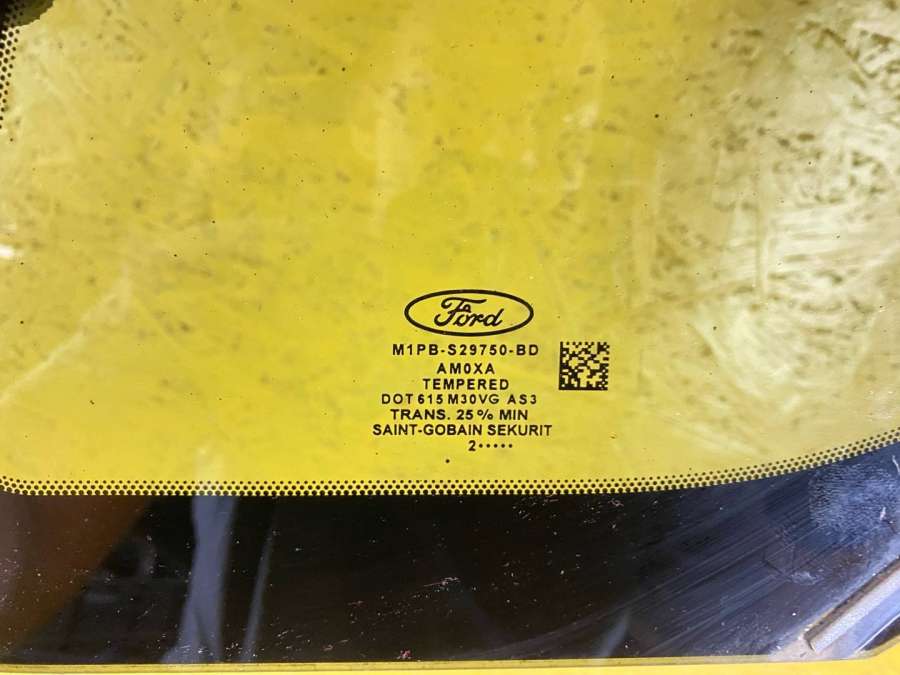 Ford
M1PB-S29750-BD
AM0XA
TEMPERED
DOT 615 M30VG AS3
TRANS. 25 % MIN
SAINT-GOBAIN SEKURIT
2•••••